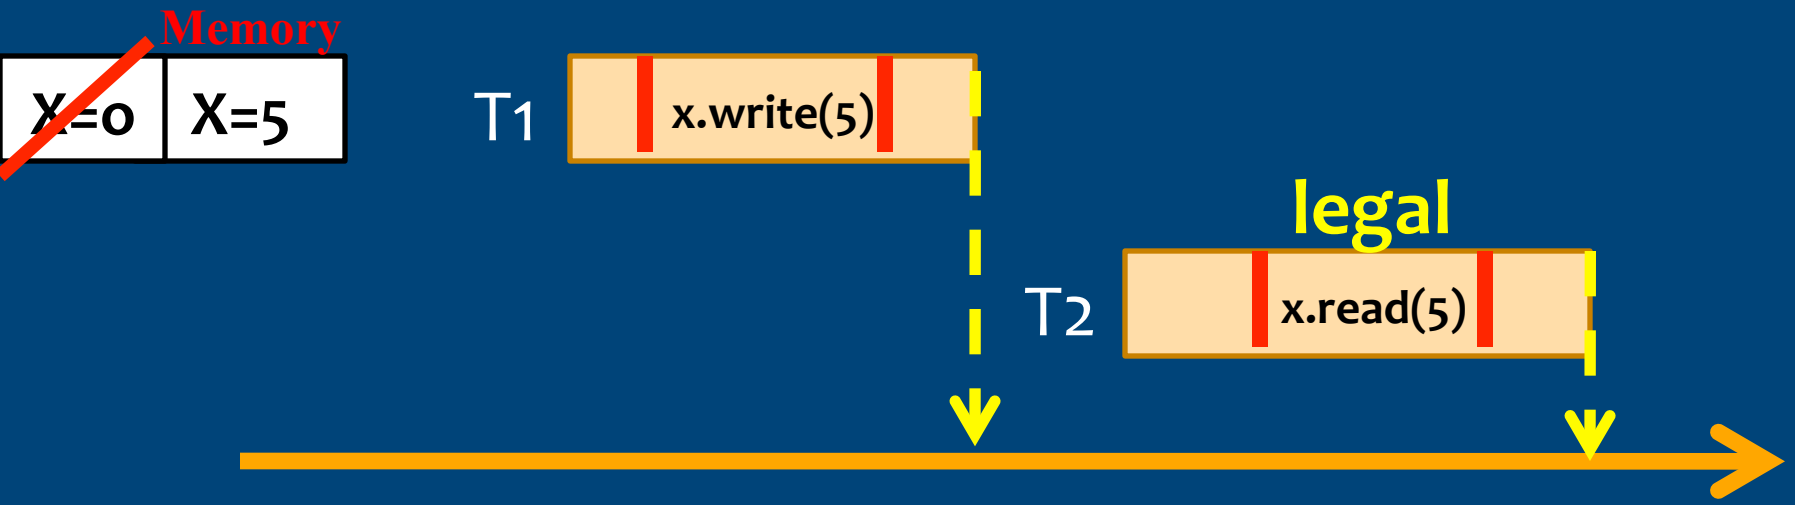 Memory
X=0 X=5
T1 x.write(5)
legal
T2 x.read(5)